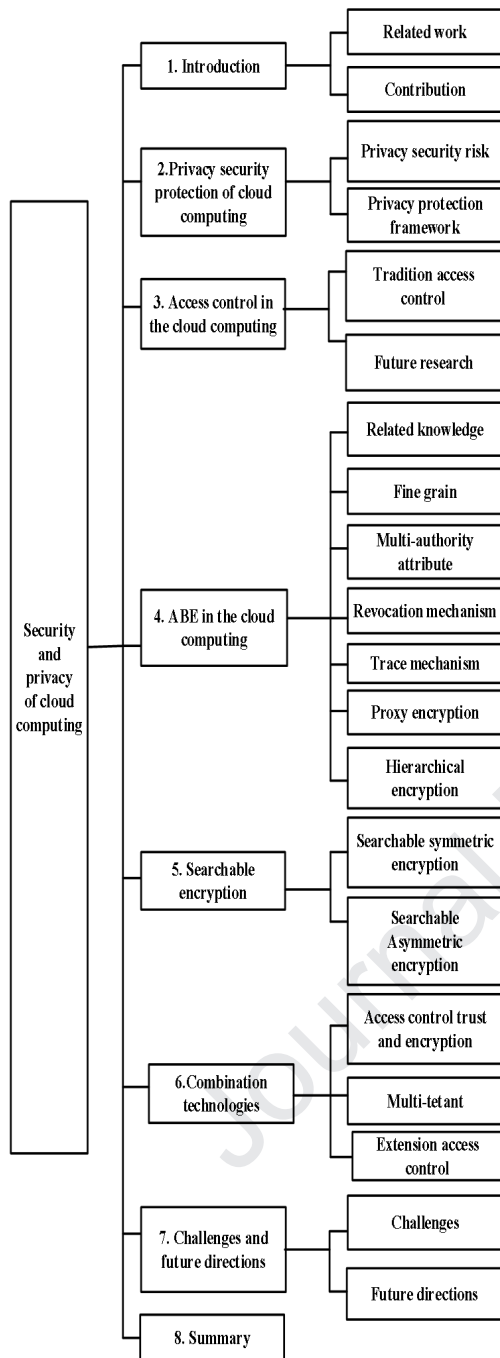 Security
and
privacy
of cloud
computing
1. Introduction
Related work
Contribution
2.Privacy security
protection of cloud
computing
Privacy security risk
Privacy protection
framework
3. Access control in
the cloud computing
Tradition access
control
Future research
4. ABE in the cloud
computing
Related knowledge
Fine grain
Multi-authority
attribute
Revocation mechanism
Trace mechanism
Proxy encryption
Hierarchical
encryption
5. Searchable
encryption
Searchable symmetric
encryption
Searchable
Asymmetric
encryption
6.Combination
technologies
Access control trust
and encryption
Multi-tetant
Extension access
control
7. Challenges and
future directions
Challenges
Future directions
8. Summary
Journal